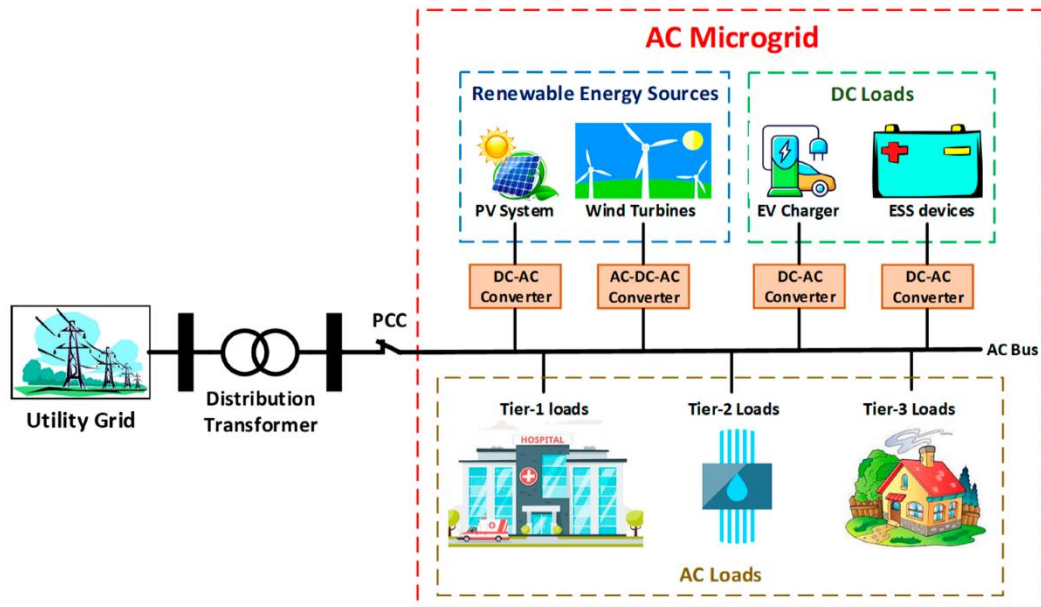 AC Microgrid
Renewable Energy Sources
DC Loads
PV System
Wind Turbines
EV Charger
ESS devices
DC-AC
Converter
AC-DC-AC
Converter
DC-AC
Converter
DC-AC
Converter
PCC
AC Bus
Utility Grid
Distribution
Transformer
Tier-1 loads
Tier-2 Loads
Tier-3 Loads
HOSPITAL
AC Loads